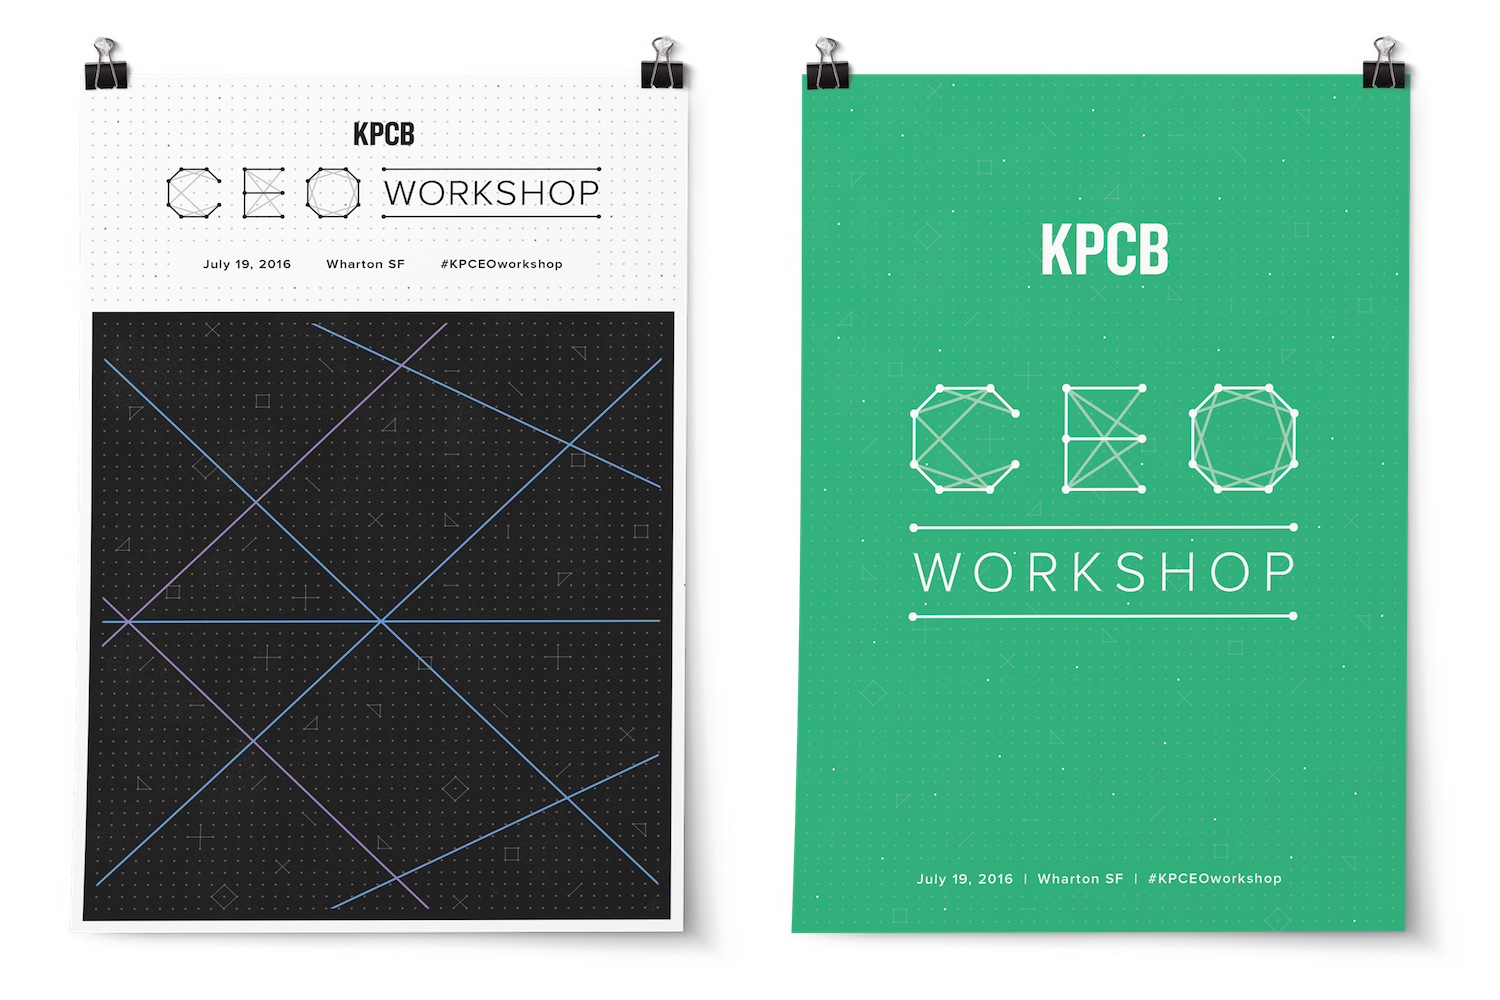 KPCB
CEO WORKSHOP
July 19, 2016 Wharton SF #KPCEOworkshop
KPCB
CEO
WORKSHOP
July 19, 2016 | Wharton SF | #KPCEOworkshop